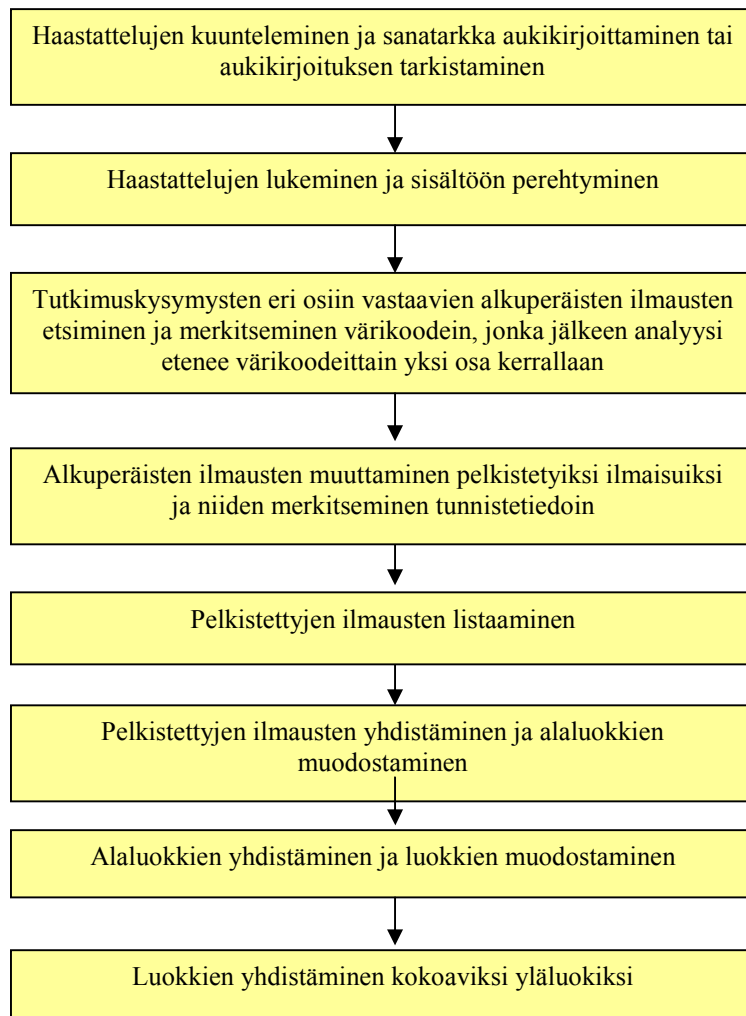 Haastattelujen kuunteleminen ja sanatarkka aukikirjoittaminen tai
aukikirjoituksen tarkistaminen
Haastattelujen lukeminen ja sisältöön perehtyminen
Tutkimuskysymysten eri osiin vastaavien alkuperäisten ilmausten
etsiminen ja merkitseminen värikoodein, jonka jälkeen analyysi
etenee värikoodeittain yksi osa kerrallaan
Alkuperäisten ilmausten muuttaminen pelkistetyiksi ilmaisuiksi
ja niiden merkitseminen tunnistetiedoin
Pelkistettyjen ilmausten listaaminen
Pelkistettyjen ilmausten yhdistäminen ja alaluokkien
muodostaminen
Alaluokkien yhdistäminen ja luokkien muodostaminen
Luokkien yhdistäminen kokoaviksi yläluokiksi